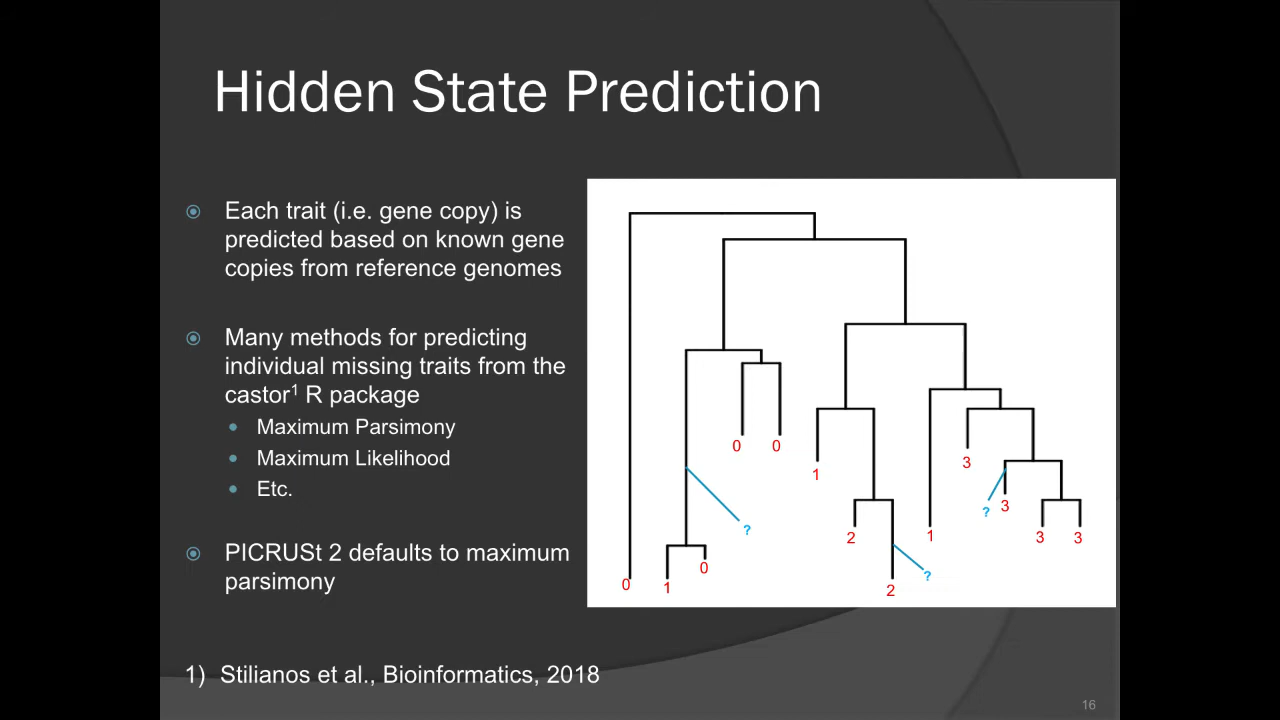 Hidden State Prediction
Each trait (i.e. gene copy) is
predicted based on known gene
copies from reference genomes
Many methods for predicting
individual missing traits from the
castor1 R package
Maximum Parsimony
Maximum Likelihood
Etc.
PICRUSt 2 defaults to maximum
parsimony
0 0
3
1
3
?
?
2 1 3 3
0
?
0 1
2
1) Stilianos et al., Bioinformatics, 2018
16